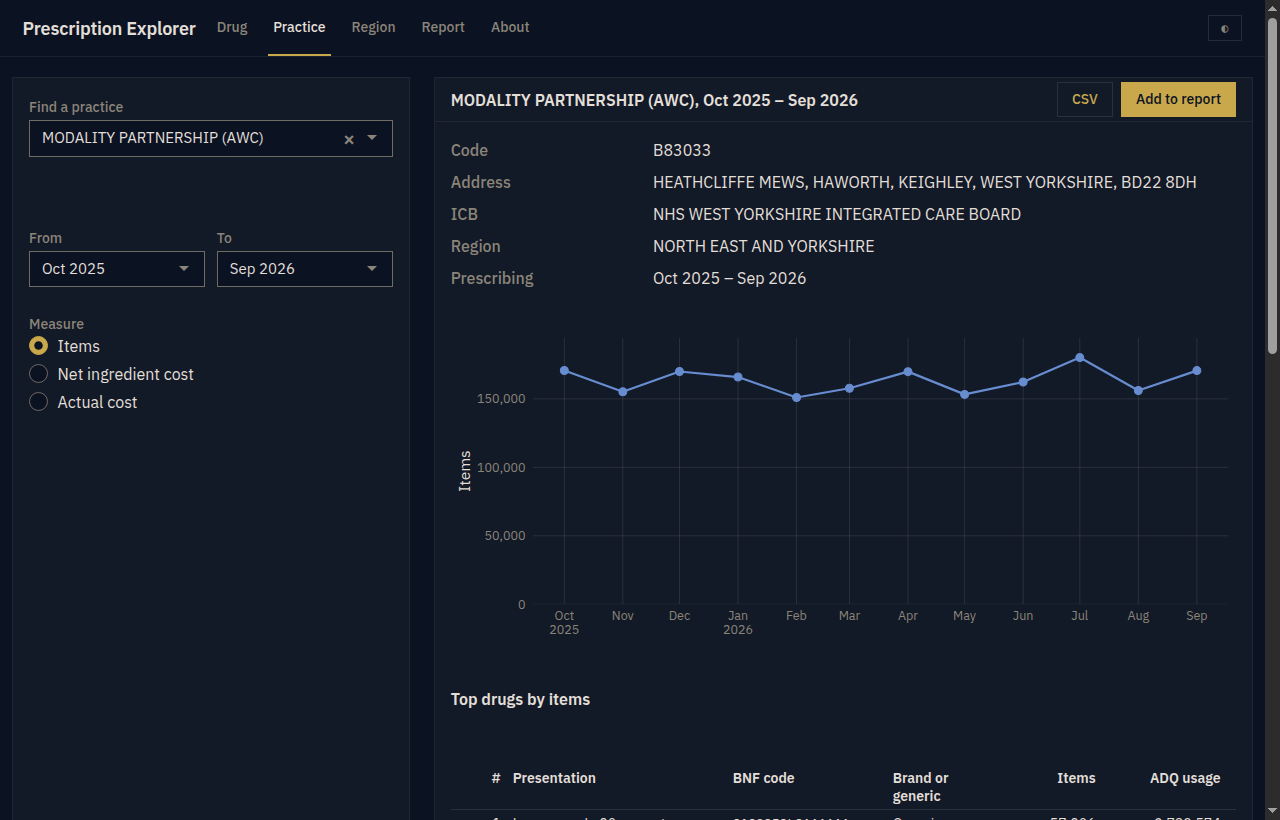 Prescription Explorer Drug Practice Region Report About
Find a practice
MODALITY PARTNERSHIP (AWC)
From To
Oct 2025 Sep 2026
Measure
Items
Net ingredient cost
Actual cost
MODALITY PARTNERSHIP (AWC), Oct 2025 – Sep 2026 CSV Add to report
Code B83033
Address HEATHCLIFFE MEWS, HAWORTH, KEIGHLEY, WEST YORKSHIRE, BD22 8DH
ICB NHS WEST YORKSHIRE INTEGRATED CARE BOARD
Region NORTH EAST AND YORKSHIRE
Prescribing Oct 2025 – Sep 2026
150,000
100,000
Items
50,000
0
Oct Nov Dec Jan Feb Mar Apr May Jun Jul Aug Sep
2025 2026
Top drugs by items
# Presentation BNF code Brand or generic Items ADQ usage